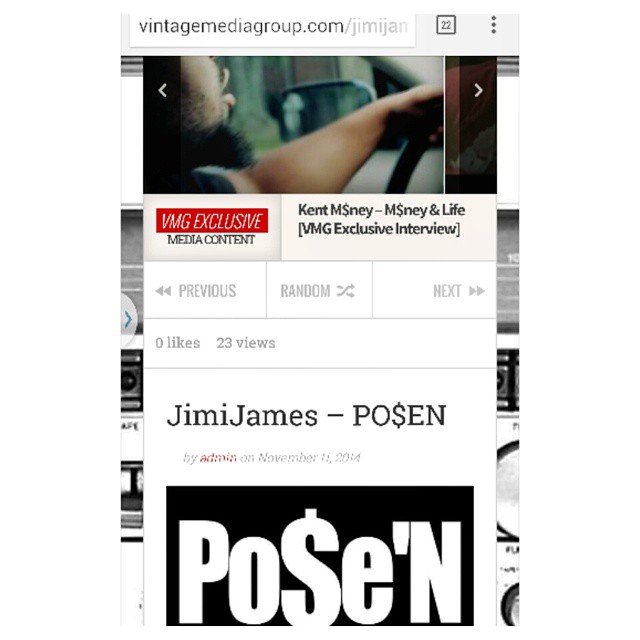 vintagemediagroup.com/jimijan
22
VMG EXCLUSIVE
MEDIA CONTENT
Kent M$ney – M$ney & Life
[VMG Exclusive Interview]
PREVIOUS
RANDOM
NEXT
0 likes 23 views
JimiJames – PO$EN
by admin on November 11, 2014
Po$e'N